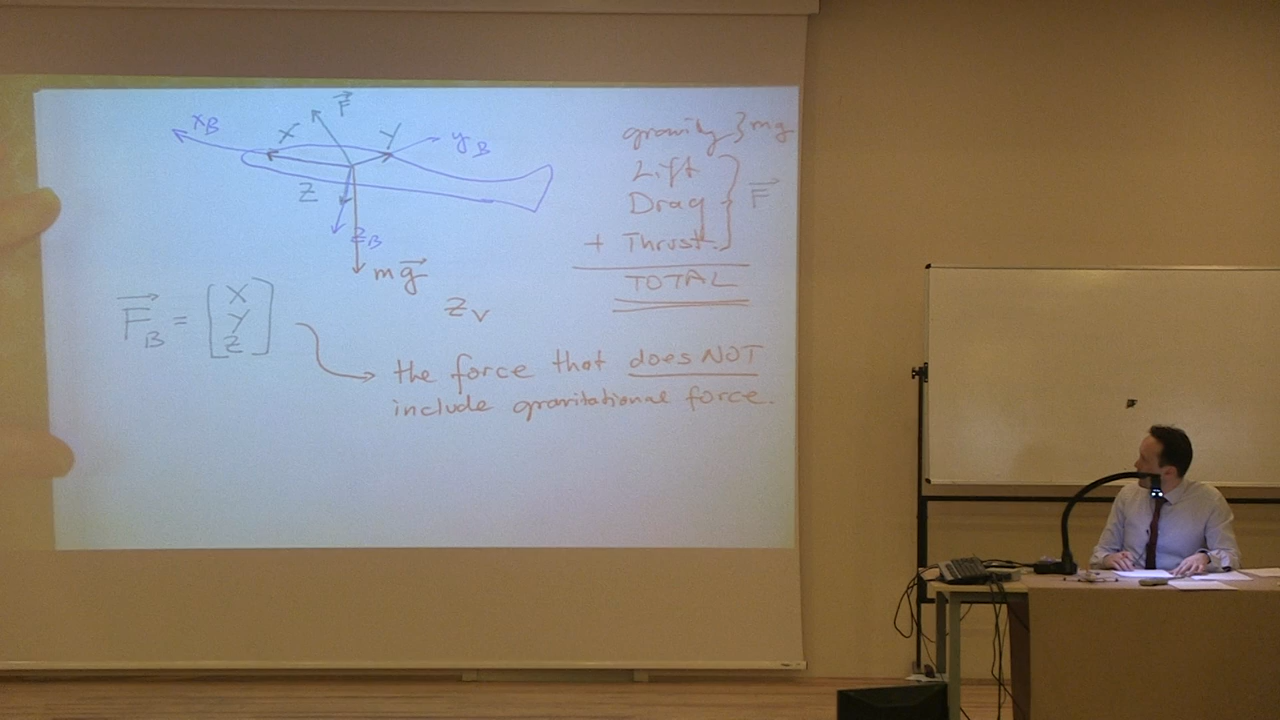 F
x_B
X
Y
y_B
Z
z_B
mg
gravity } mg
Lift
Drag
F
+ Thrust
TOTAL
F_B = [X Y Z]
z_v
the force that does NOT
include gravitational force.